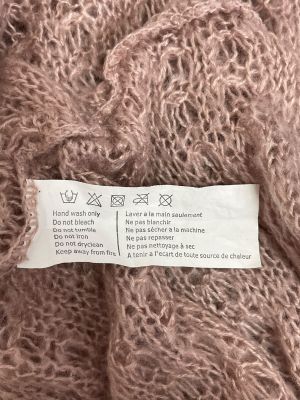 Hand wash only
Do not bleach
Do not tumble
Do not iron
Do not dryclean
Keep away from fire
Laver à la main seulement
Ne pas blanchir
Ne pas sècher à la machine
Ne pas repasser
Ne pas nettoyage à sec
A tenir a l'ecart de toute source de chaleur